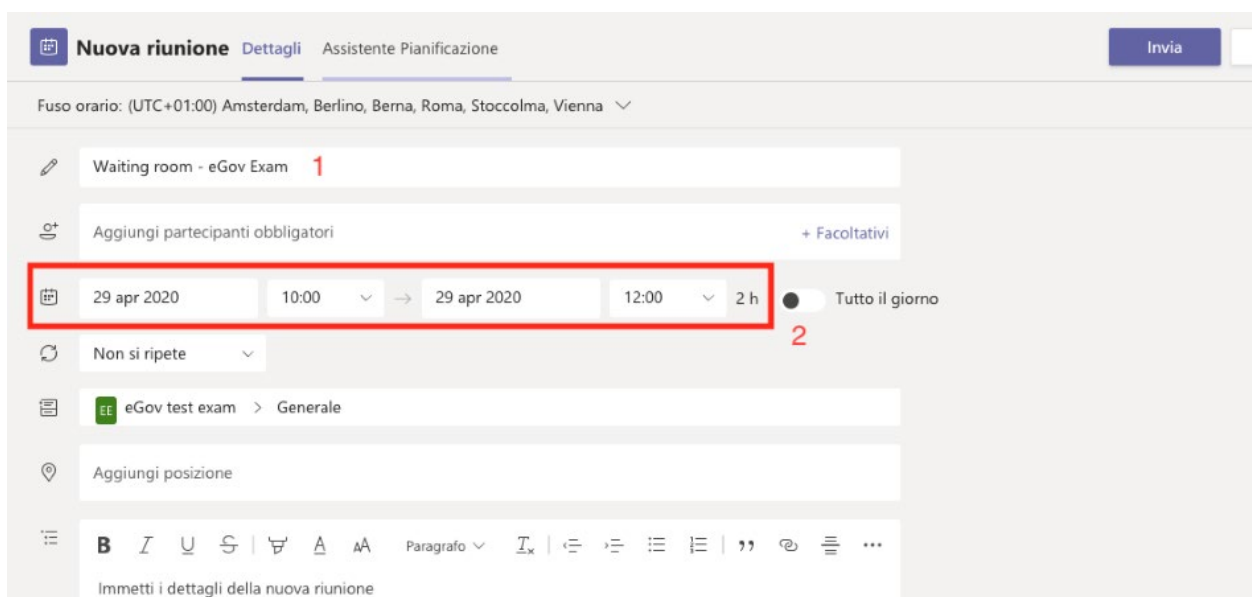 Nuova riunione Dettagli Assistente Pianificazione Invia
Fuso orario: (UTC+01:00) Amsterdam, Berlino, Berna, Roma, Stoccolma, Vienna
Waiting room - eGov Exam 1
Aggiungi partecipanti obbligatori + Facoltativi
29 apr 2020 10:00 → 29 apr 2020 12:00 2 h Tutto il giorno
2
Non si ripete
EE eGov test exam > Generale
Aggiungi posizione
B I U S A AA Paragrafo Tx
Immetti i dettagli della nuova riunione